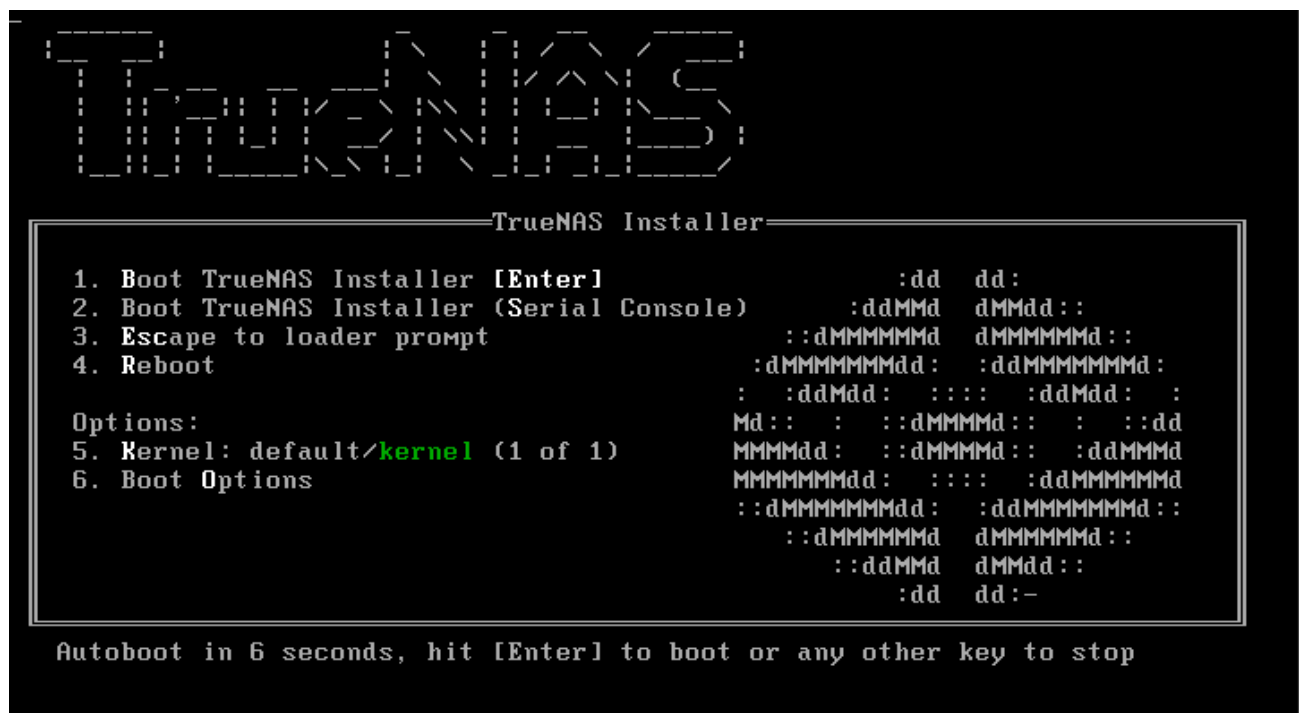 TrueNAS
TrueNAS Installer
1. Boot TrueNAS Installer [Enter]
2. Boot TrueNAS Installer (Serial Console)
3. Escape to loader prompt
4. Reboot
Options:
5. Kernel: default/kernel (1 of 1)
6. Boot Options
Autoboot in 6 seconds, hit [Enter] to boot or any other key to stop